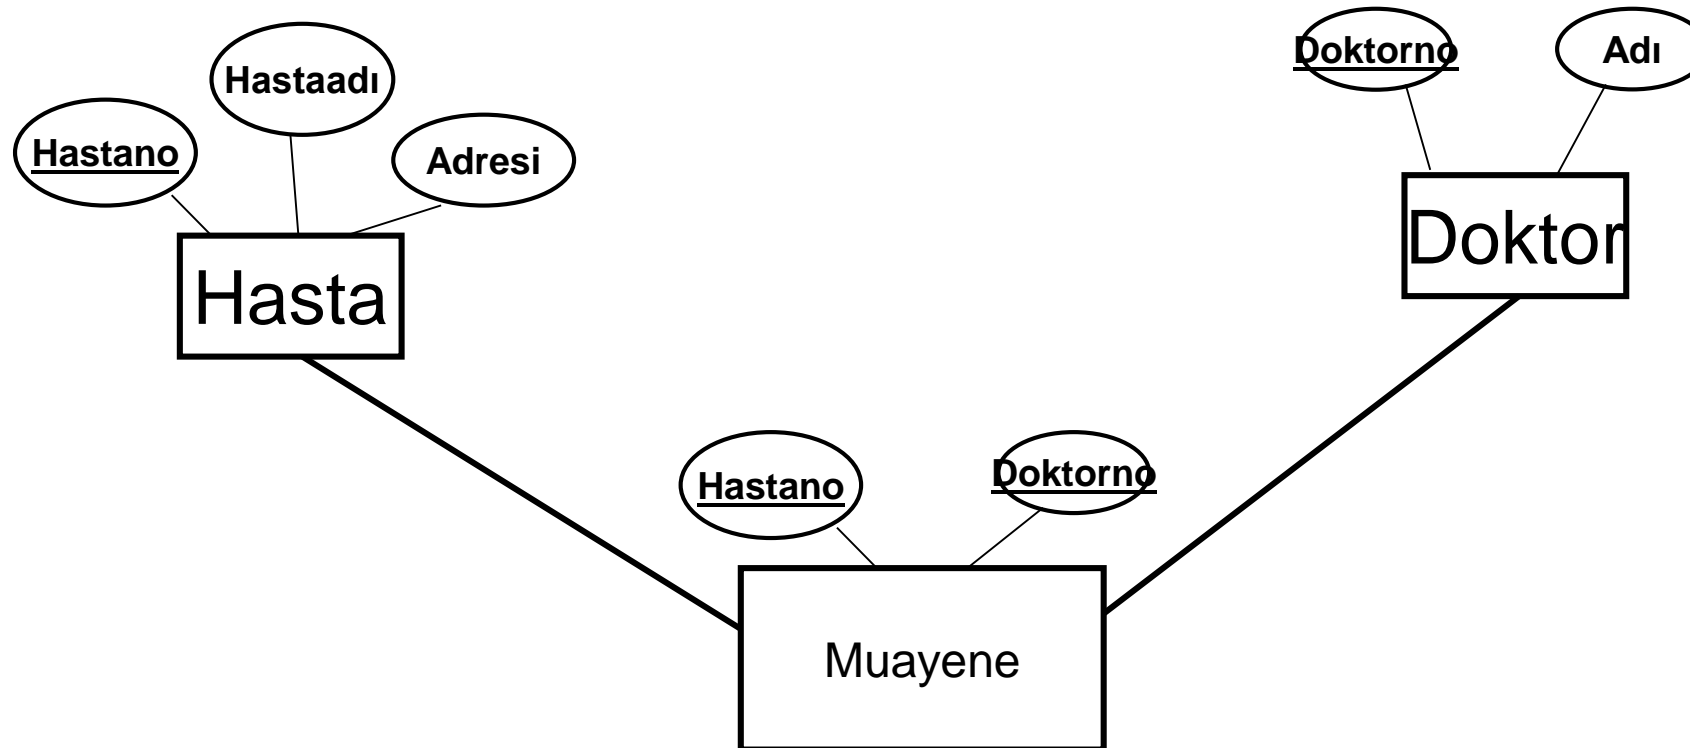 Hastano
Hastaadı
Adresi
Hasta
Doktorno
Adı
Doktor
Hastano
Doktorno
Muayene